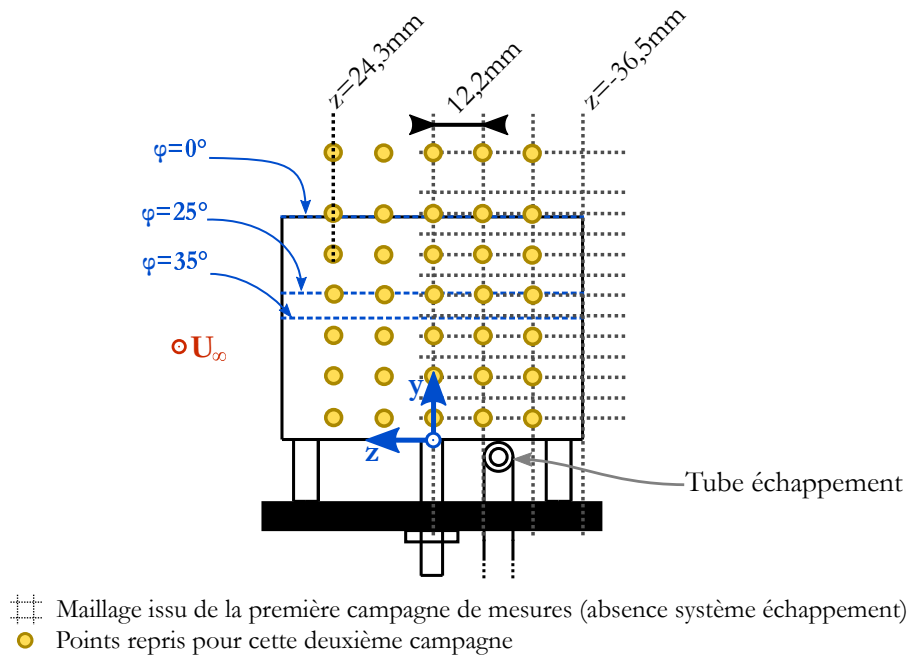 z=24,3mm
12,2mm
z=-36,5mm
φ=0°
φ=25°
φ=35°
U∞
y
z
Tube échappement
Maillage issu de la première campagne de mesures (absence système échappement)
Points repris pour cette deuxième campagne